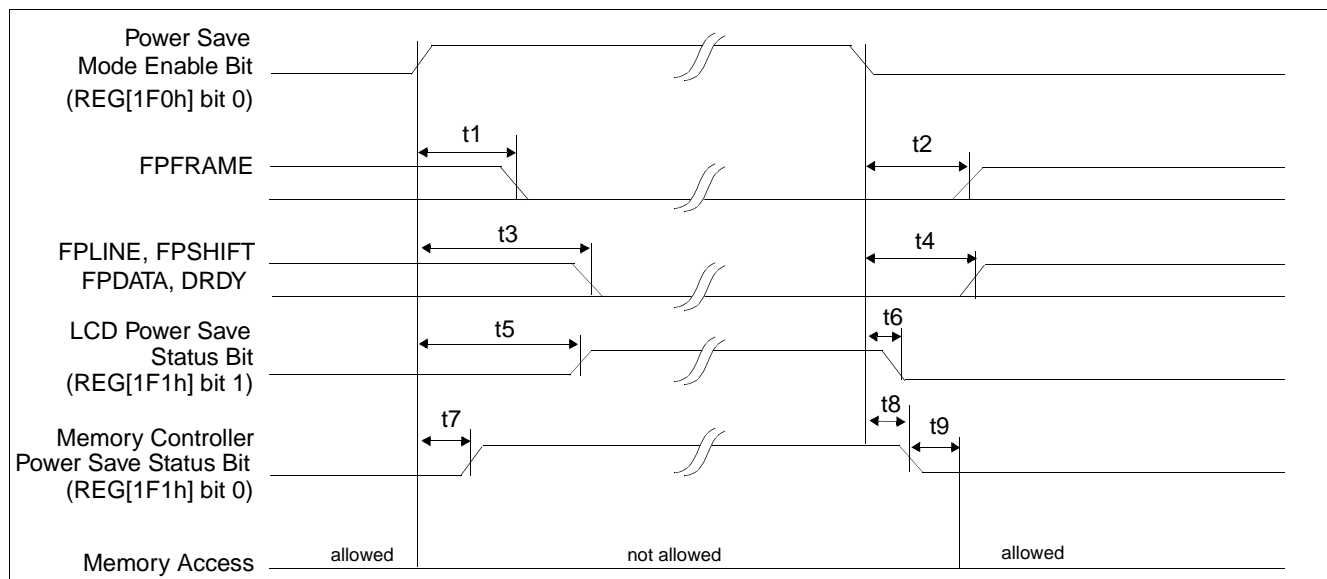 Power Save
Mode Enable Bit
(REG[1F0h] bit 0)
t1
t2
FPFRAME
t3
t4
FPLINE, FPSHIFT
FPDATA, DRDY
LCD Power Save
Status Bit
(REG[1F1h] bit 1)
t5
t6
t7
t8
t9
Memory Controller
Power Save Status Bit
(REG[1F1h] bit 0)
Memory Access
allowed
not allowed
allowed